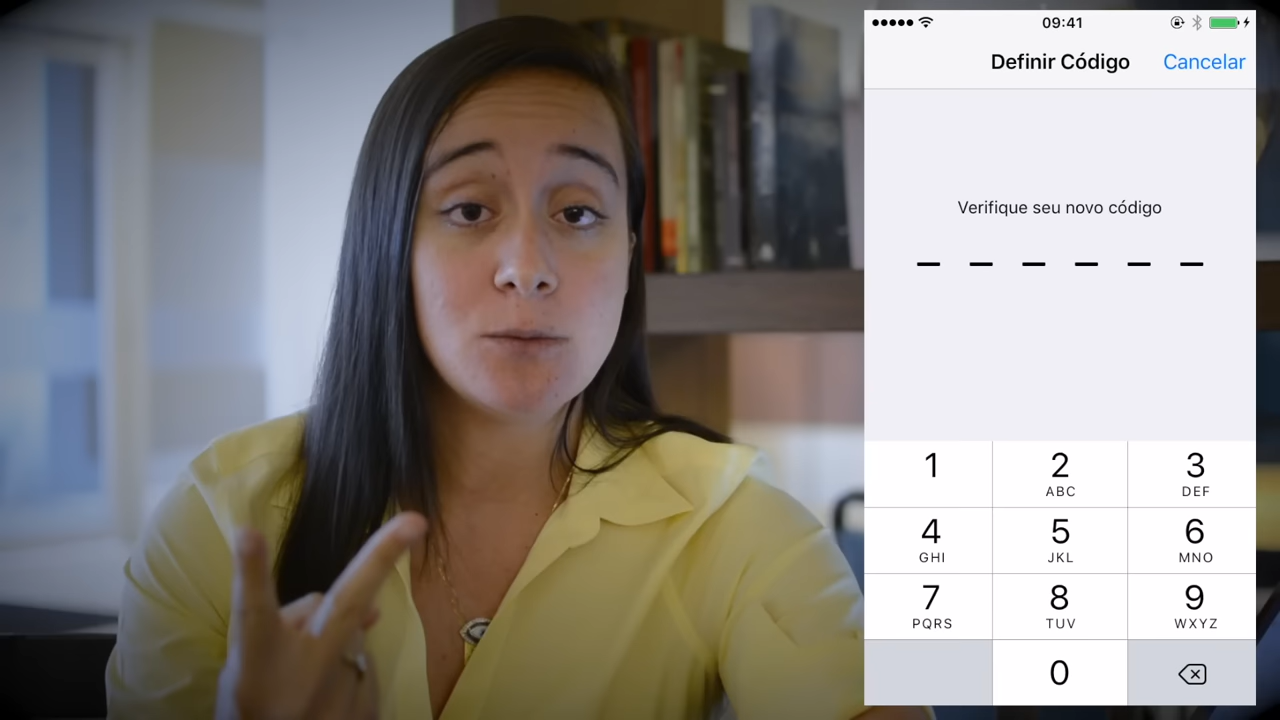 09:41
Definir Código
Cancelar
Verifique seu novo código
1
2
ABC
3
DEF
4
GHI
5
JKL
6
MNO
7
PQRS
8
TUV
9
WXYZ
0